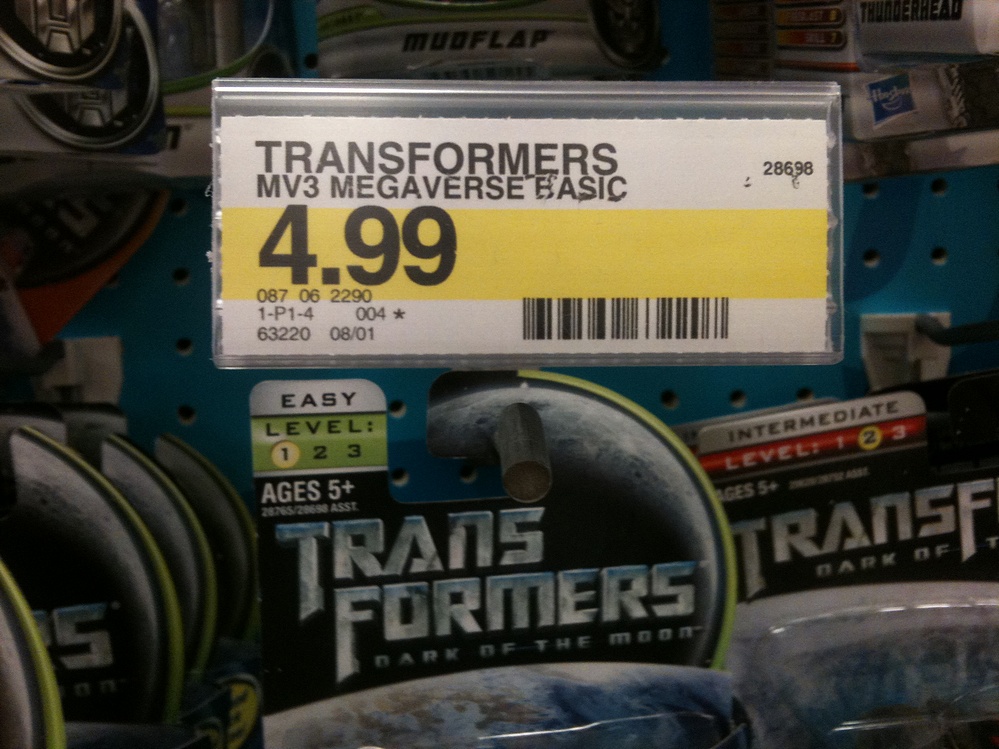 MUDFLAP
THUNDERHEAD
Hasbro
TRANSFORMERS
28698
MV3 MEGAVERSE BASIC
4.99
087 06 2290
1-P1-4 004 *
63220 08/01
EASY
LEVEL:
1 2 3
AGES 5+
28765/28698 ASST.
TRANS
FORMERS
DARK OF THE MOON
INTERMEDIATE
LEVEL: 1 2 3
AGES 5+
TRANSF
DARK OF T
RS